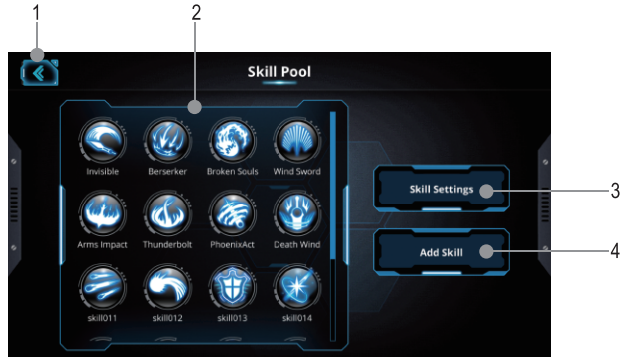 1
2
Skill Pool
Invisible
Berserker
Broken Souls
Wind Sword
Skill Settings
3
Arms Impact
Thunderbolt
PhoenixAct
Death Wind
Add Skill
4
skill011
skill012
skill013
skill014